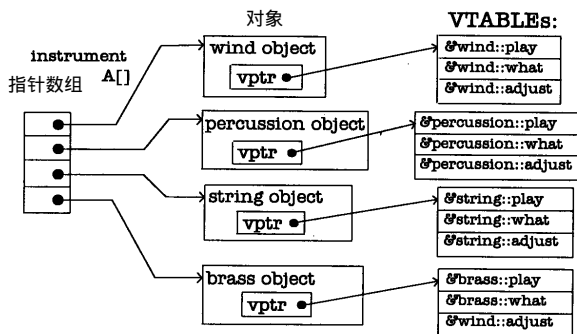 对象
VTABLEs:
instrument
A[]
指针数组
wind object
vptr
&wind::play
&wind::what
&wind::adjust
percussion object
vptr
&percussion::play
&percussion::what
&percussion::adjust
string object
vptr
&string::play
&string::what
&string::adjust
brass object
vptr
&brass::play
&brass::what
&wind::adjust